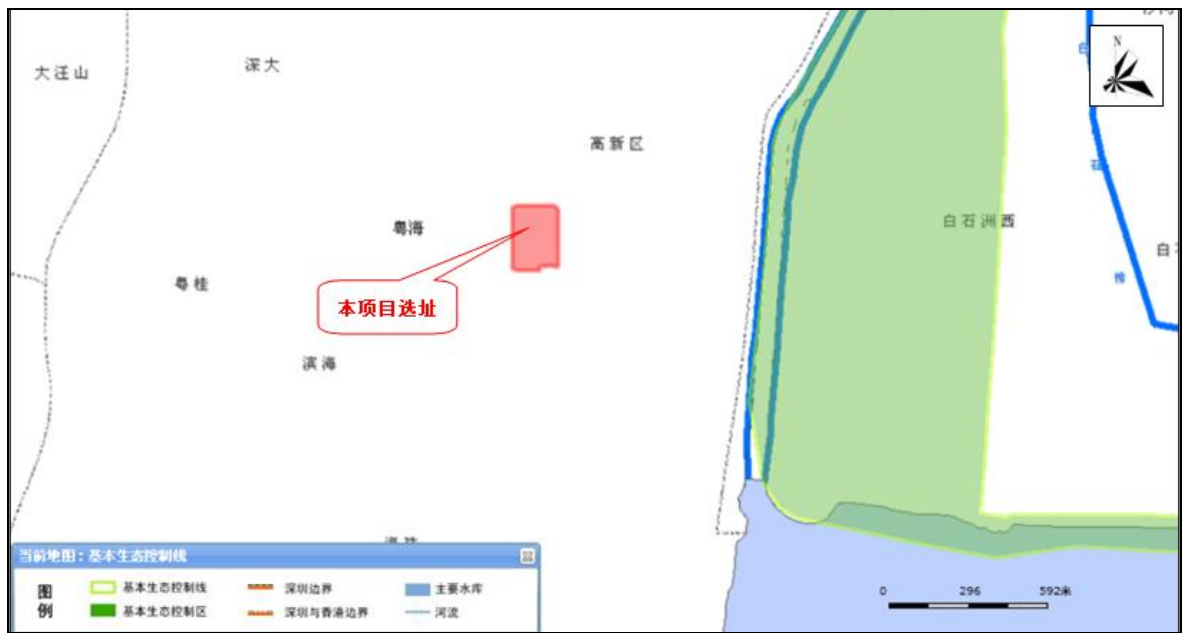 大汪山
深大
N
高新区
粤海
白石洲西
粤桂
本项目选址
滨海
当前地图：基本生态控制线
图例
基本生态控制线
深圳边界
主要水库
基本生态控制区
深圳与香港边界
河流
0 296 592米